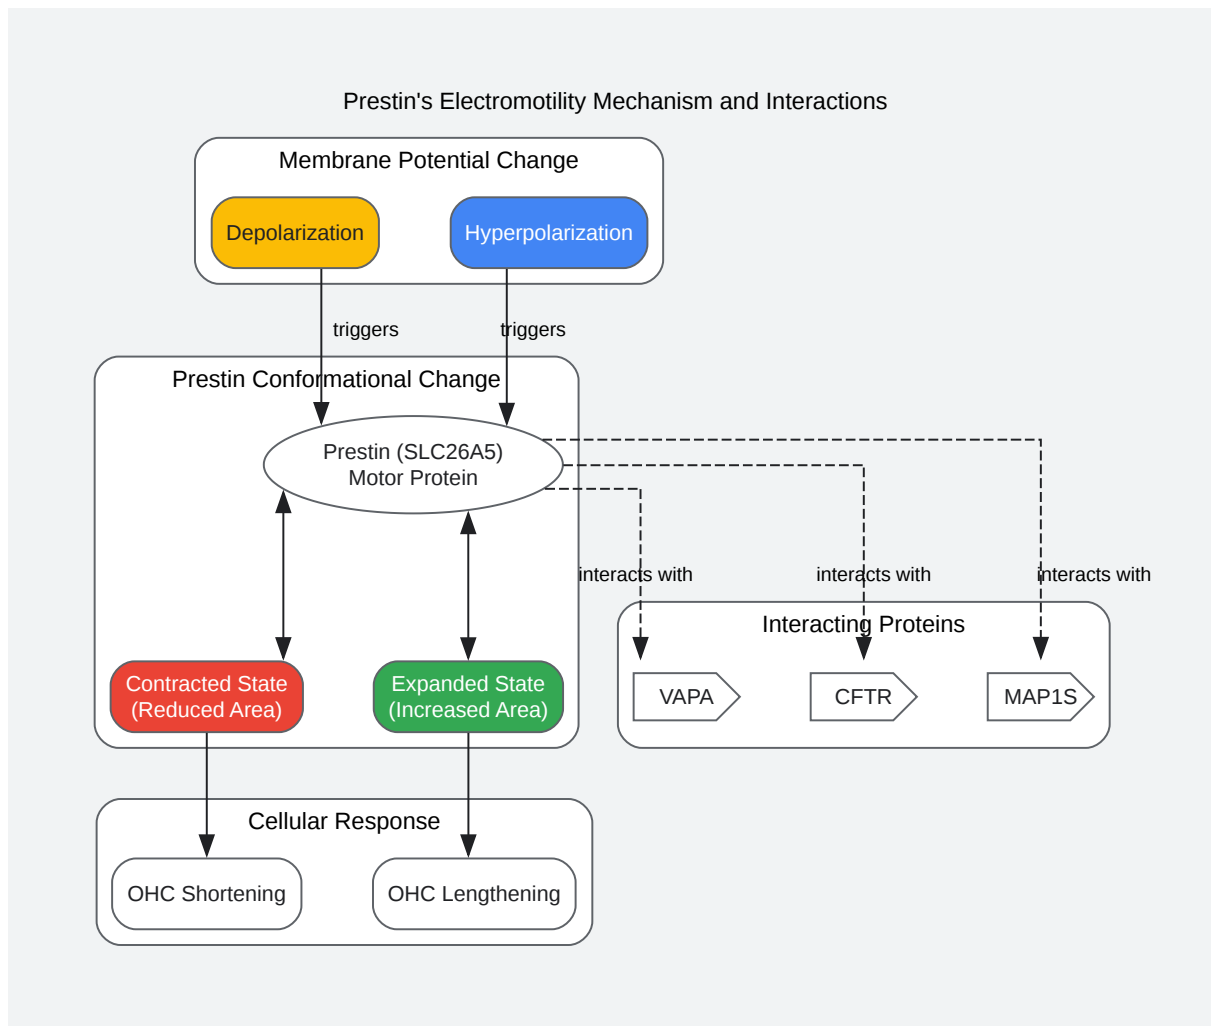 Prestin's Electromotility Mechanism and Interactions
Membrane Potential Change
Depolarization
Hyperpolarization
triggers
triggers
Prestin Conformational Change
Prestin (SLC26A5)
Motor Protein
interacts with
interacts with
interacts with
Interacting Proteins
Contracted State
(Reduced Area)
Expanded State
(Increased Area)
VAPA
CFTR
MAP1S
Cellular Response
OHC Shortening
OHC Lengthening